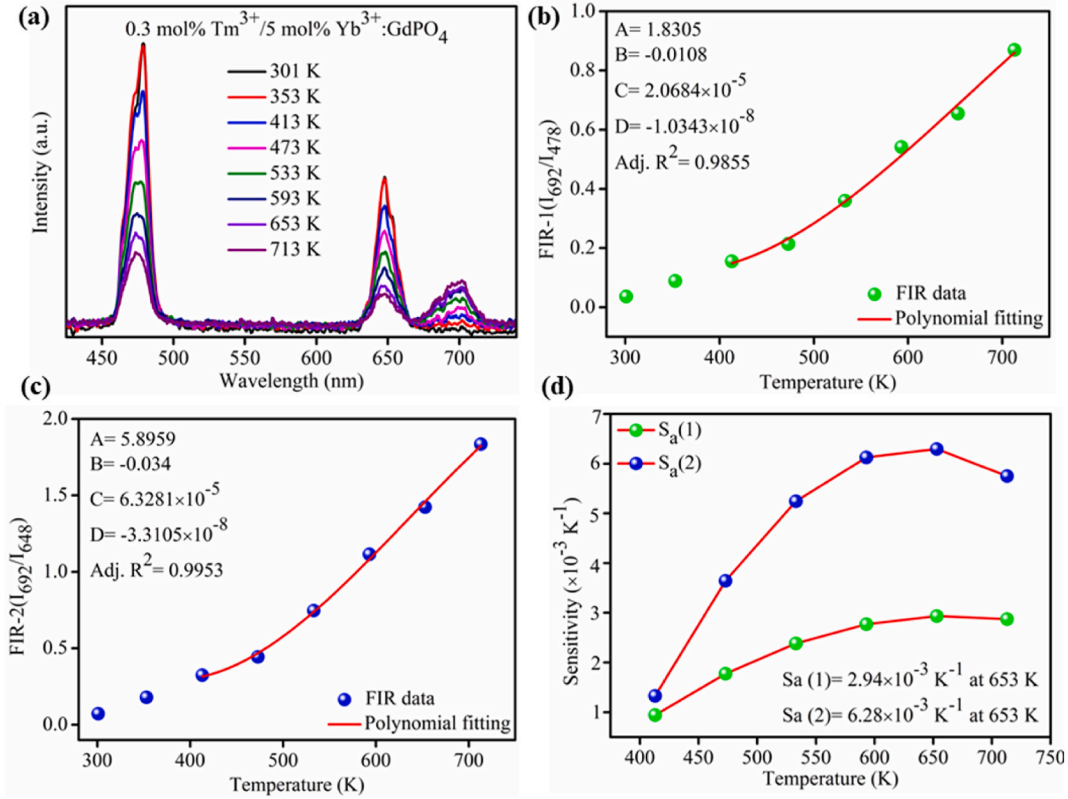 (a)
0.3 mol% Tm³⁺/5 mol% Yb³⁺:GdPO₄
301 K
353 K
413 K
473 K
533 K
593 K
653 K
713 K
Intensity (a.u.)
450 500 550 600 650 700
Wavelength (nm)
(b)
A= 1.8305
B= -0.0108
C= 2.0684×10⁻⁵
D= -1.0343×10⁻⁸
Adj. R²= 0.9855
FIR data
Polynomial fitting
FIR-1(I₆₉₂/I₄₇₈)
1.0
0.8
0.6
0.4
0.2
0.0
300 400 500 600 700
Temperature (K)
(c)
A= 5.8959
B= -0.034
C= 6.3281×10⁻⁵
D= -3.3105×10⁻⁸
Adj. R²= 0.9953
FIR data
Polynomial fitting
FIR-2(I₆₉₂/I₆₄₈)
2.0
1.5
1.0
0.5
0.0
300 400 500 600 700
Temperature (K)
(d)
Sₐ(1)
Sₐ(2)
Sa (1)= 2.94×10⁻³ K⁻¹ at 653 K
Sa (2)= 6.28×10⁻³ K⁻¹ at 653 K
Sensitivity (×10⁻³ K⁻¹)
7
6
5
4
3
2
1
400 450 500 550 600 650 700 750
Temperature (K)